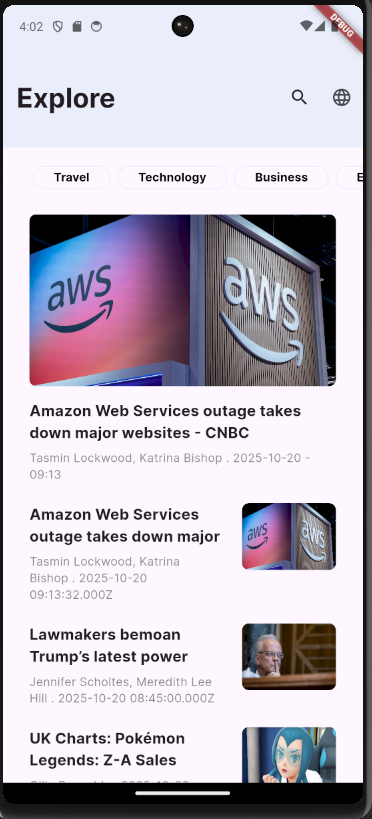 4:02
DEBUG
Explore
Travel
Technology
Business
E
aws
aws
Amazon Web Services outage takes
down major websites - CNBC
Tasmin Lockwood, Katrina Bishop . 2025-10-20 -
09:13
Amazon Web Services
outage takes down major
aws
aws
Tasmin Lockwood, Katrina
Bishop . 2025-10-20
09:13:32.000Z
Lawmakers bemoan
Trump’s latest power
Jennifer Scholtes, Meredith Lee
Hill . 2025-10-20 08:45:00.000Z
UK Charts: Pokémon
Legends: Z-A Sales